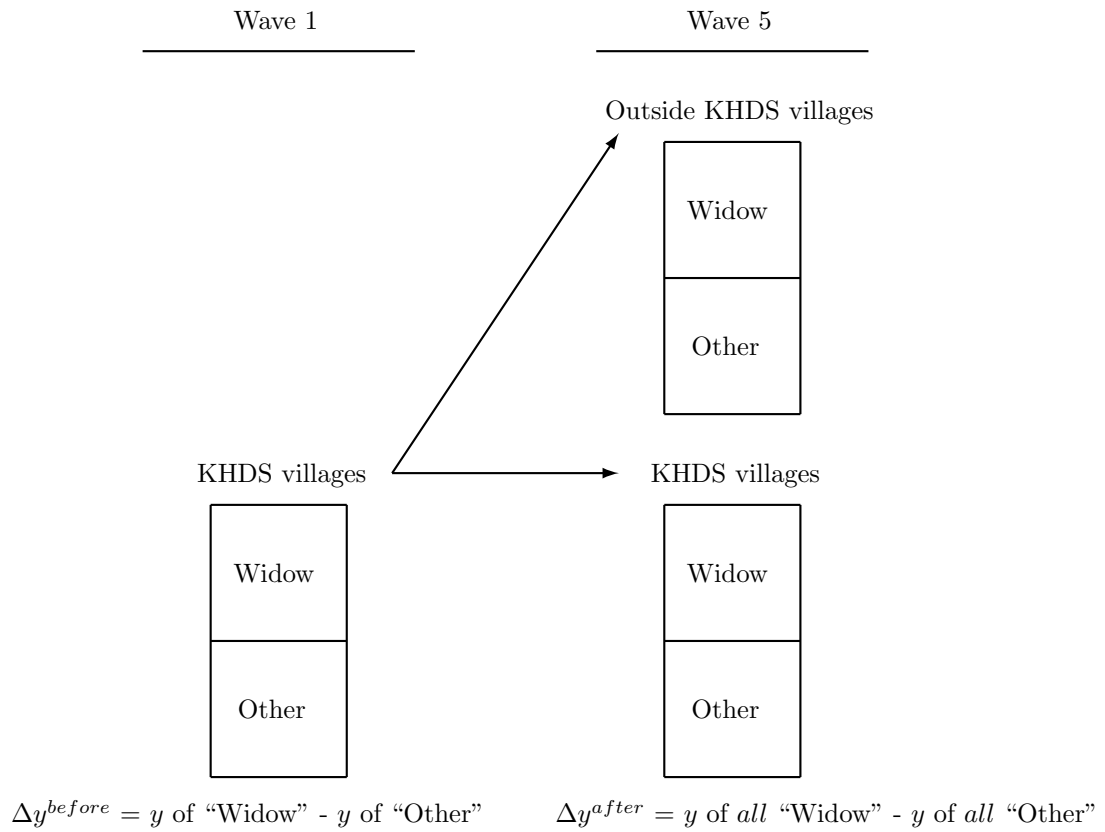 Wave 1
Wave 5
Outside KHDS villages
Widow
Other
KHDS villages
KHDS villages
Widow
Widow
Other
Other
Δy^{before} = y of “Widow” - y of “Other”
Δy^{after} = y of all “Widow” - y of all “Other”